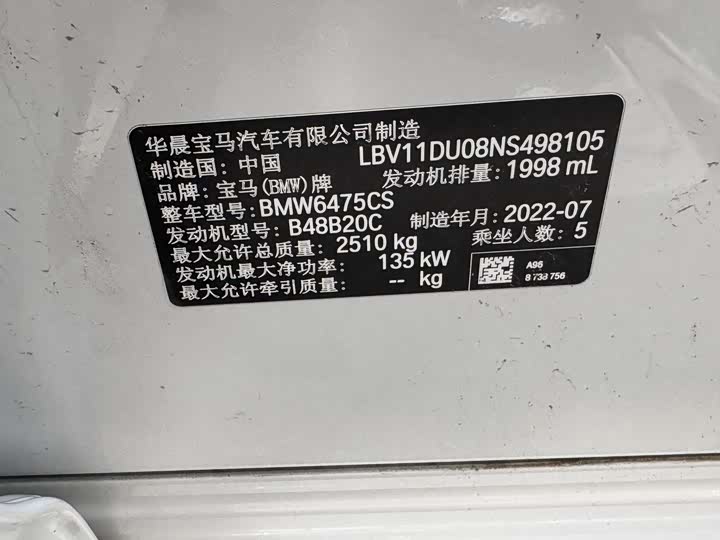 华晨宝马汽车有限公司制造
制造国: 中国 LBV11DU08NS498105
品牌: 宝马(BMW)牌 发动机排量: 1998 mL
整车型号: BMW6475CS
发动机型号: B48B20C 制造年月: 2022-07
最大允许总质量: 2510 kg 乘坐人数: 5
发动机最大净功率: 135 kW
最大允许牵引质量: -- kg
A96
8 738 756